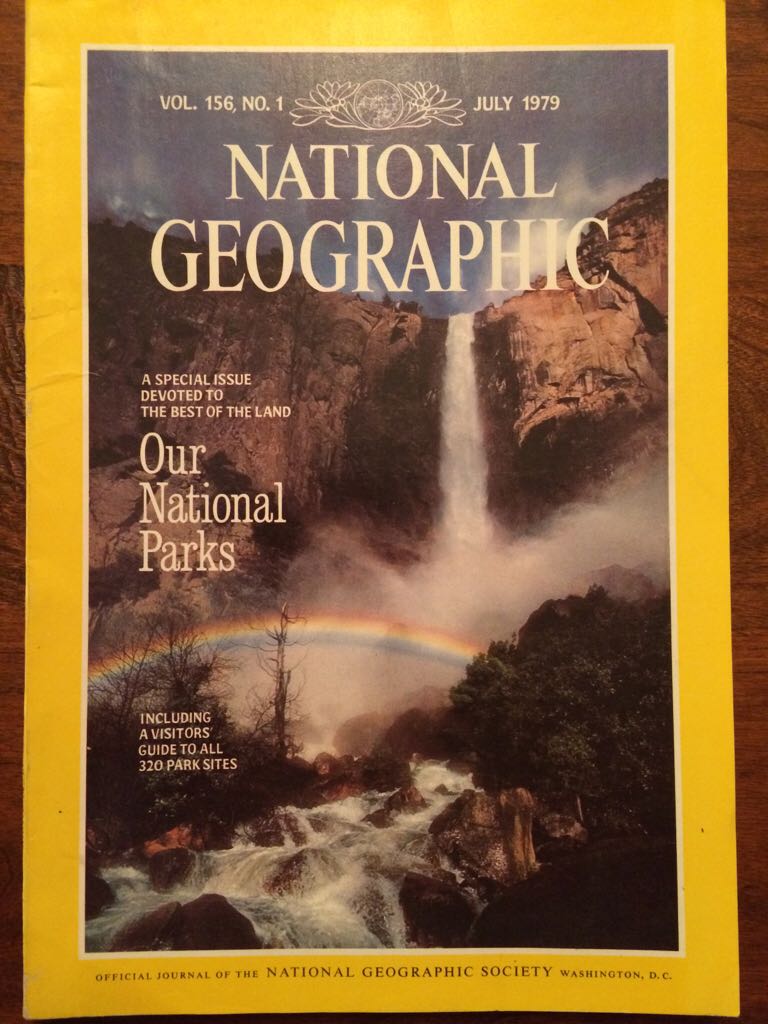 VOL. 156, NO. 1 JULY 1979
NATIONAL
GEOGRAPHIC
A SPECIAL ISSUE
DEVOTED TO
THE BEST OF THE LAND
Our
National
Parks
INCLUDING
A VISITORS'
GUIDE TO ALL
320 PARK SITES
OFFICIAL JOURNAL OF THE NATIONAL GEOGRAPHIC SOCIETY WASHINGTON, D.C.